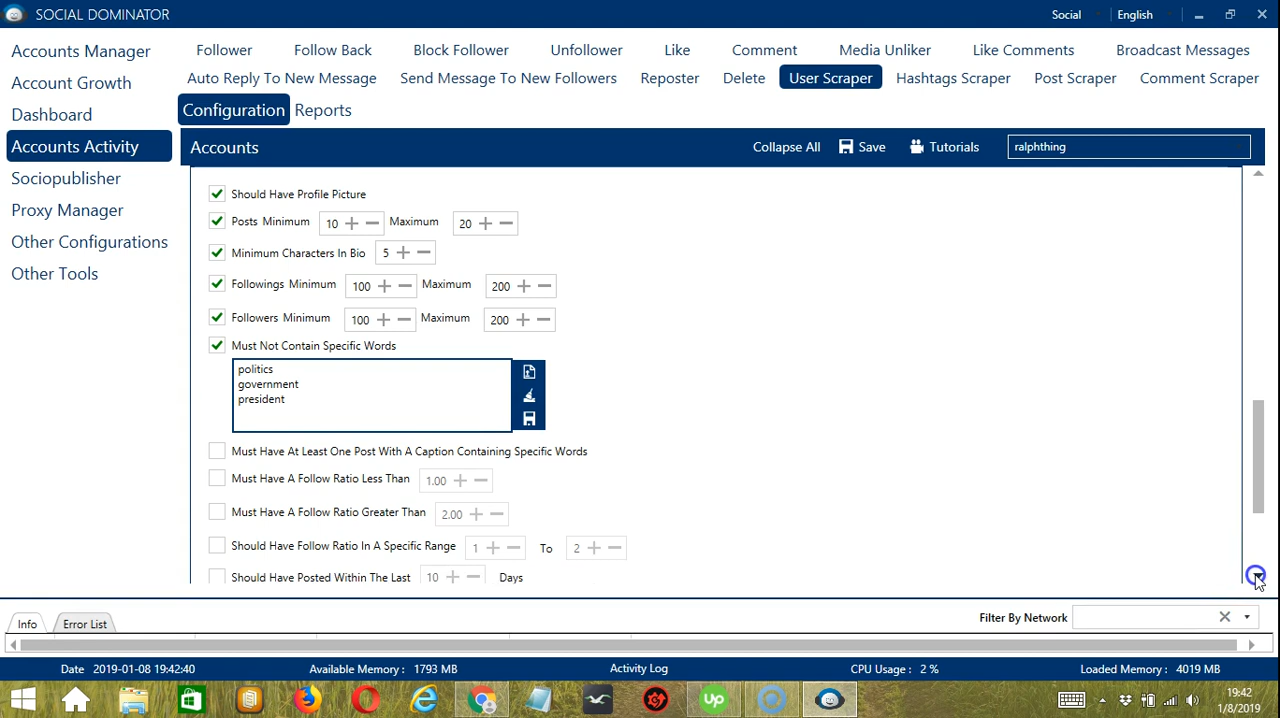 SOCIAL DOMINATOR Social English
Accounts Manager
Account Growth
Dashboard
Accounts Activity
Sociopublisher
Proxy Manager
Other Configurations
Other Tools
Follower Follow Back Block Follower Unfollower Like Comment Media Unliker Like Comments Broadcast Messages
Auto Reply To New Message Send Message To New Followers Reposter Delete User Scraper Hashtags Scraper Post Scraper Comment Scraper
Configuration Reports
Accounts Collapse All Save Tutorials ralphthing
Should Have Profile Picture
Posts Minimum 10 Maximum 20
Minimum Characters In Bio 5
Followings Minimum 100 Maximum 200
Followers Minimum 100 Maximum 200
Must Not Contain Specific Words
politics
government
president
Must Have At Least One Post With A Caption Containing Specific Words
Must Have A Follow Ratio Less Than 1.00
Must Have A Follow Ratio Greater Than 2.00
Should Have Follow Ratio In A Specific Range 1 To 2
Should Have Posted Within The Last 10 Days
Info Error List Filter By Network
Date 2019-01-08 19:42:40 Available Memory : 1793 MB Activity Log CPU Usage : 2 % Loaded Memory : 4019 MB
up 19:42
1/8/2019